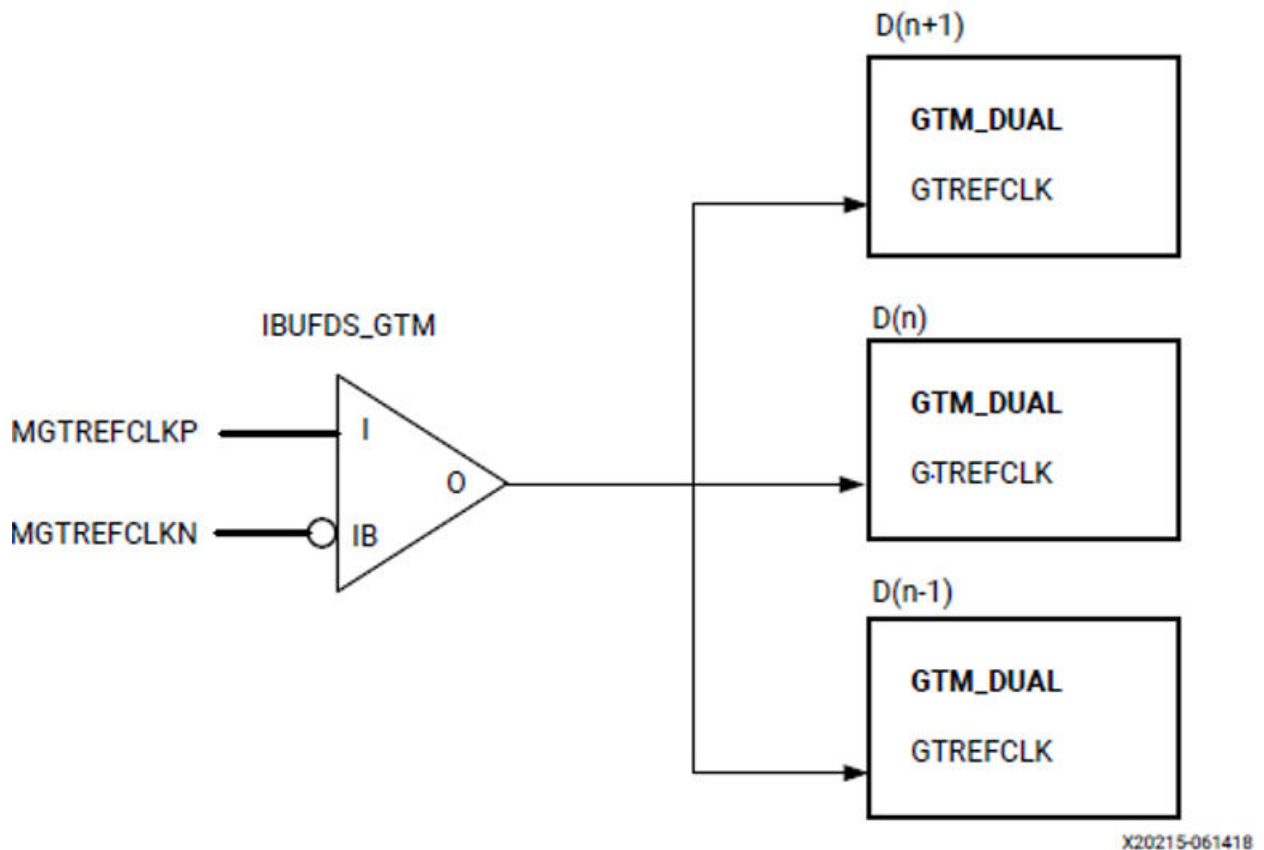 D(n+1)
GTM_DUAL
GTREFCLK
IBUFDS_GTM
MGTREFCLKP
I
O
MGTREFCLKN
IB
D(n)
GTM_DUAL
GTREFCLK
D(n-1)
GTM_DUAL
GTREFCLK
X20215-061418